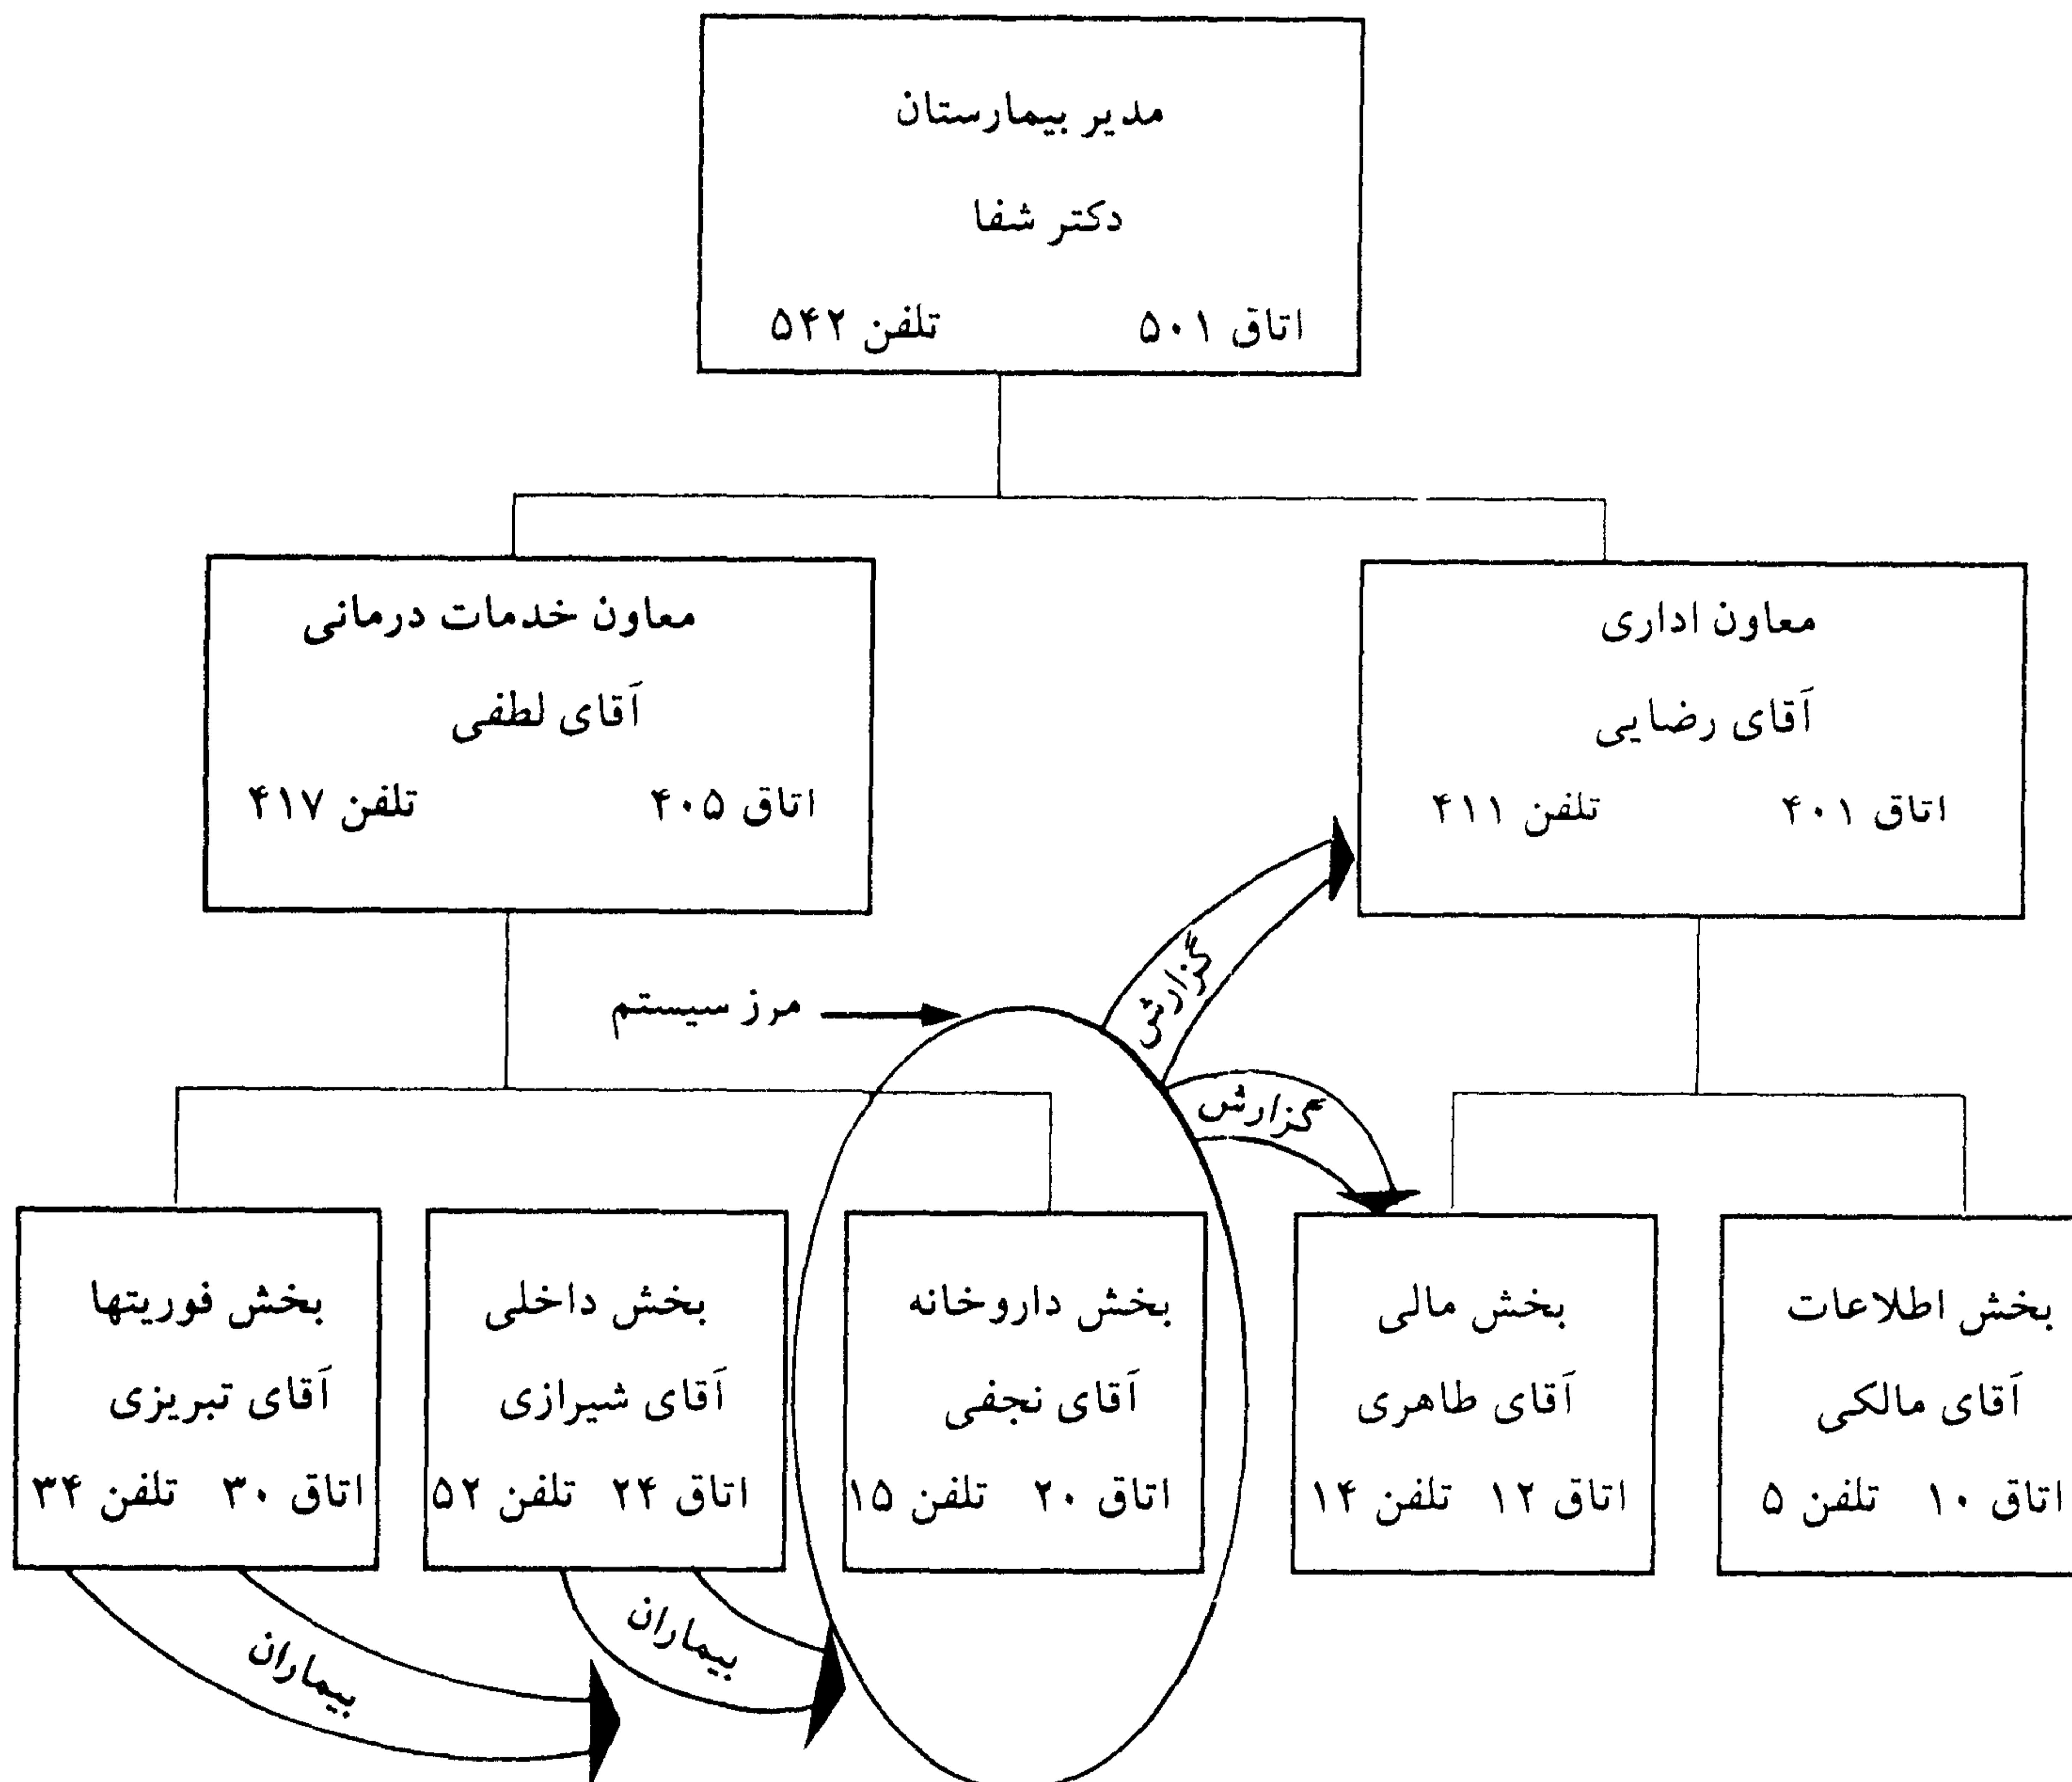 مدیر بیمارستان
دکتر شفا
اتاق ۵۰۱ تلفن ۵۴۲
معاون اداری
آقای رضایی
اتاق ۴۰۱ تلفن ۴۱۱
معاون خدمات درمانی
آقای لطفی
اتاق ۴۰۵ تلفن ۴۱۷
گزارش
مرز سیستم
گزارش
بخش اطلاعات
آقای مالکی
اتاق ۱۰ تلفن ۵
بخش مالی
آقای طاهری
اتاق ۱۲ تلفن ۱۴
بخش داروخانه
آقای نجفی
اتاق ۲۰ تلفن ۱۵
بخش داخلی
آقای شیرازی
اتاق ۲۴ تلفن ۵۲
بخش فوریتها
آقای تبریزی
اتاق ۳۰ تلفن ۳۴
بیماران
بیماران